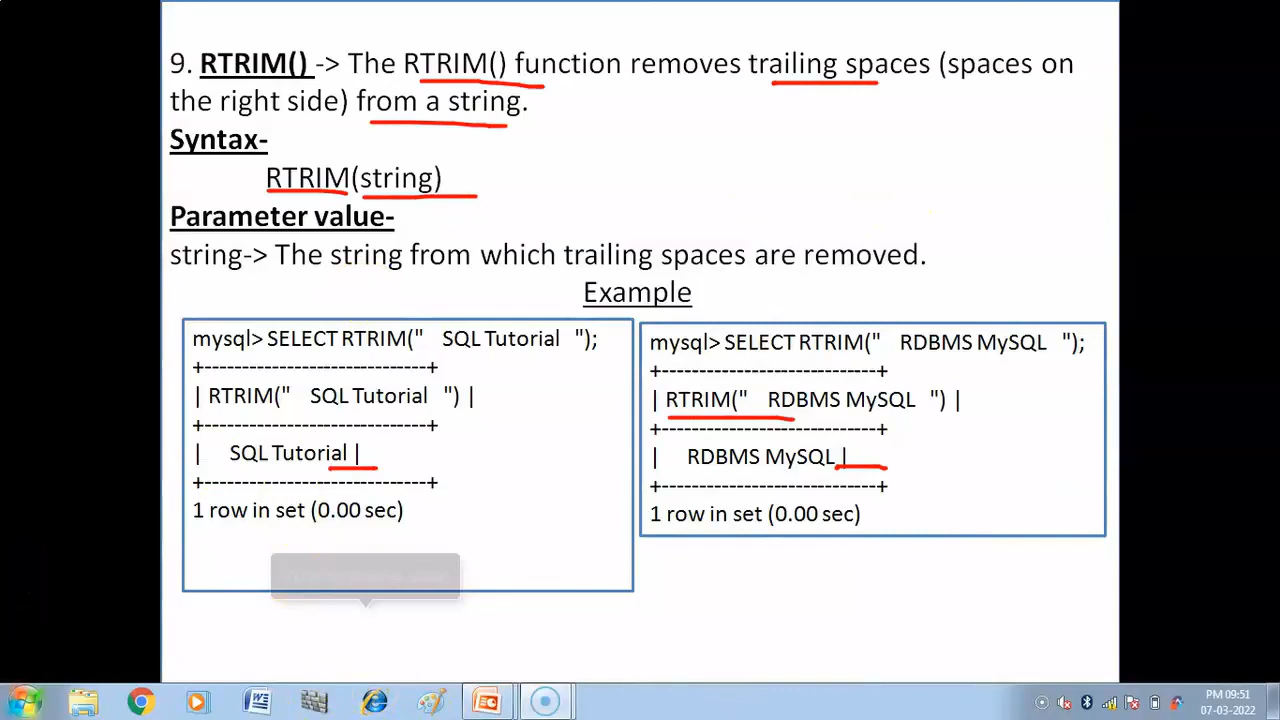 9. RTRIM() -> The RTRIM() function removes trailing spaces (spaces on
the right side) from a string.
Syntax-
RTRIM(string)
Parameter value-
string-> The string from which trailing spaces are removed.
Example
mysql> SELECT RTRIM("   SQL Tutorial   ");
+-----------------------------+
| RTRIM("   SQL Tutorial   ") |
+-----------------------------+
|    SQL Tutorial |
+-----------------------------+
1 row in set (0.00 sec)
mysql> SELECT RTRIM("   RDBMS MySQL   ");
+----------------------------+
| RTRIM("   RDBMS MySQL   ") |
+----------------------------+
|    RDBMS MySQL |
+----------------------------+
1 row in set (0.00 sec)
PM 09:51
07-03-2022